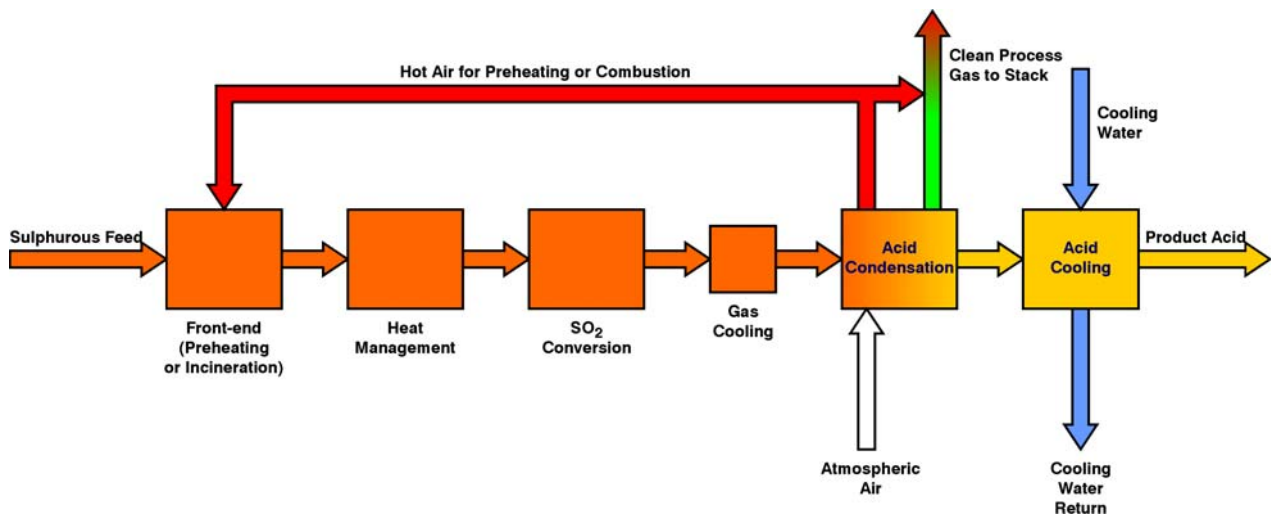 Hot Air for Preheating or Combustion
Clean Process
Gas to Stack
Cooling
Water
Sulphurous Feed
Acid
Condensation
Acid
Cooling
Product Acid
Front-end
(Preheating
or Incineration)
Heat
Management
SO2
Conversion
Gas
Cooling
Atmospheric
Air
Cooling
Water
Return